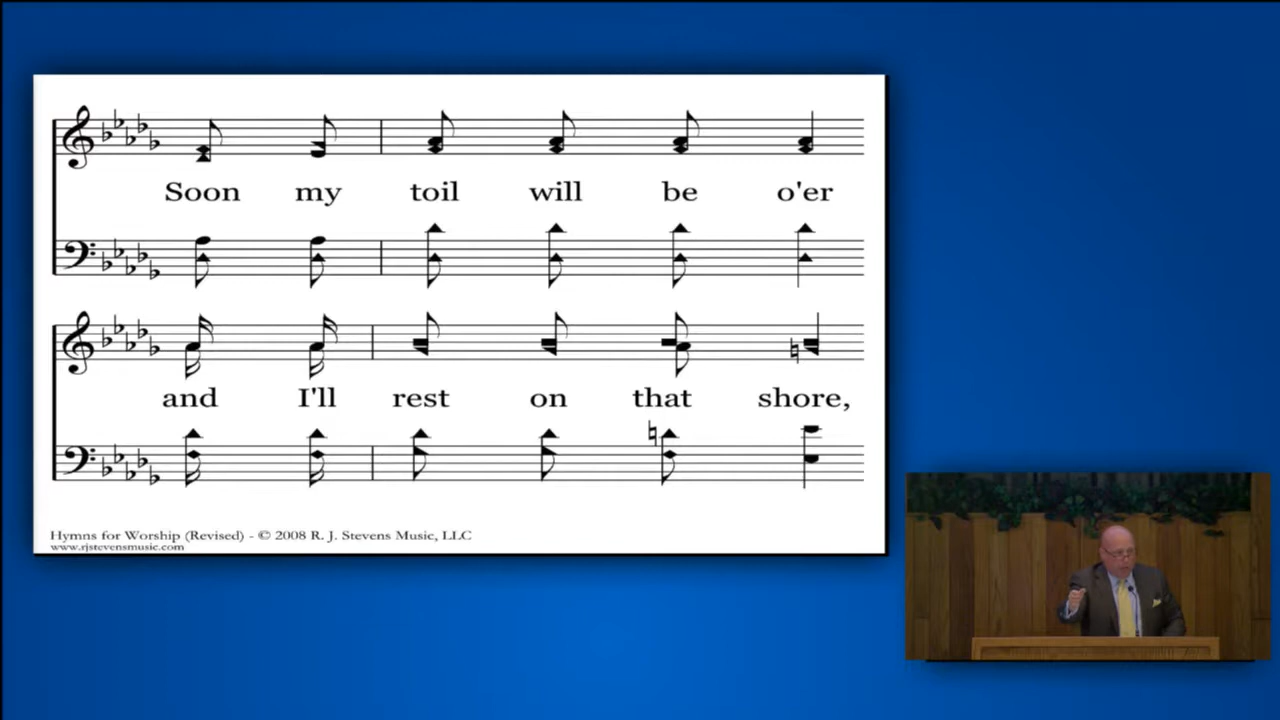 Soon my toil will be o'er
and I'll rest on that shore,
Hymns for Worship (Revised) - © 2008 R. J. Stevens Music, LLC
www.rjstevensmusic.com